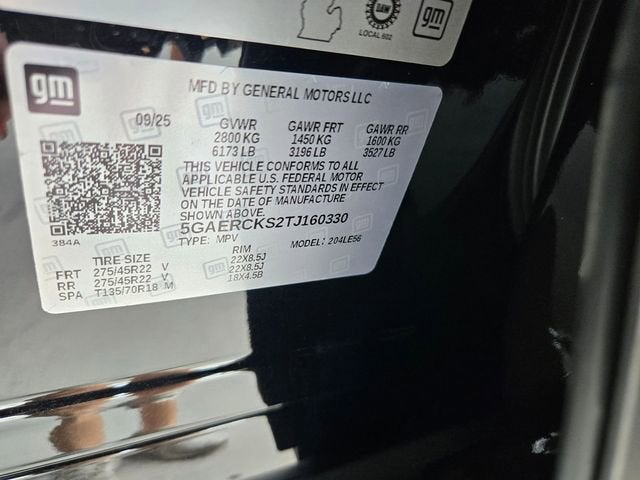 UAW
LOCAL 602
gm
gm
MFD BY GENERAL MOTORS LLC
09/25
GVWR GAWR FRT GAWR RR
2800 KG 1450 KG 1600 KG
6173 LB 3196 LB 3527 LB
THIS VEHICLE CONFORMS TO ALL
APPLICABLE U.S. FEDERAL MOTOR
VEHICLE SAFETY STANDARDS IN EFFECT
ON THE DATE OF MANUFACTURE
SHOWN ABOVE.
384A
5GAERCKS2TJ160330
TYPE: MPV MODEL: 204LE56
TIRE SIZE RIM
FRT 275/45R22 V 22X8.5J
RR 275/45R22 V 22X8.5J
SPA T135/70R18 M 18X4.5B